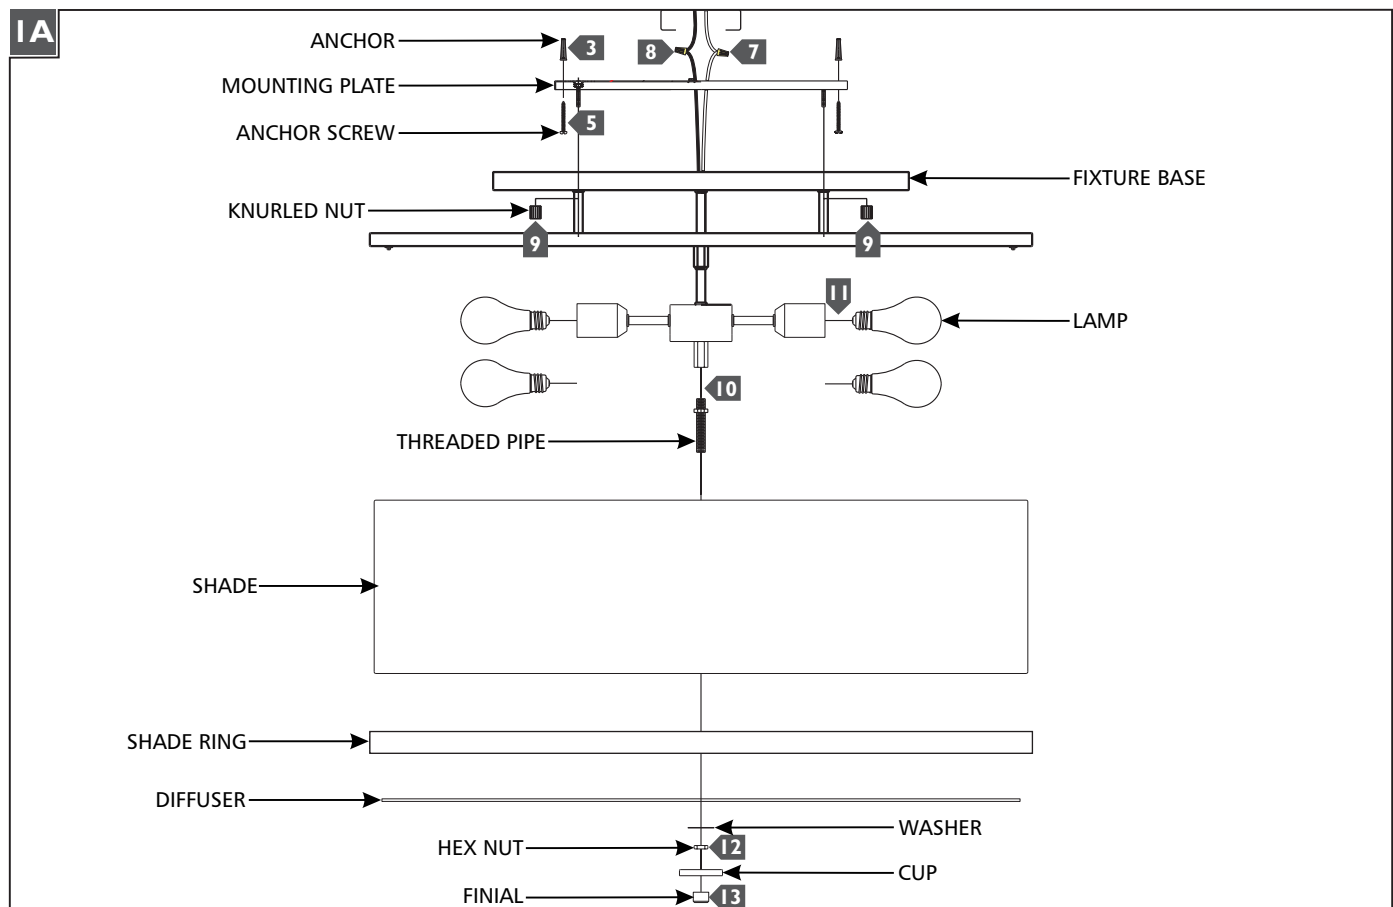 1A
ANCHOR
3
8
7
MOUNTING PLATE
ANCHOR SCREW
5
FIXTURE BASE
KNURLED NUT
9
9
11
LAMP
10
THREADED PIPE
SHADE
SHADE RING
DIFFUSER
WASHER
HEX NUT
12
CUP
FINIAL
13